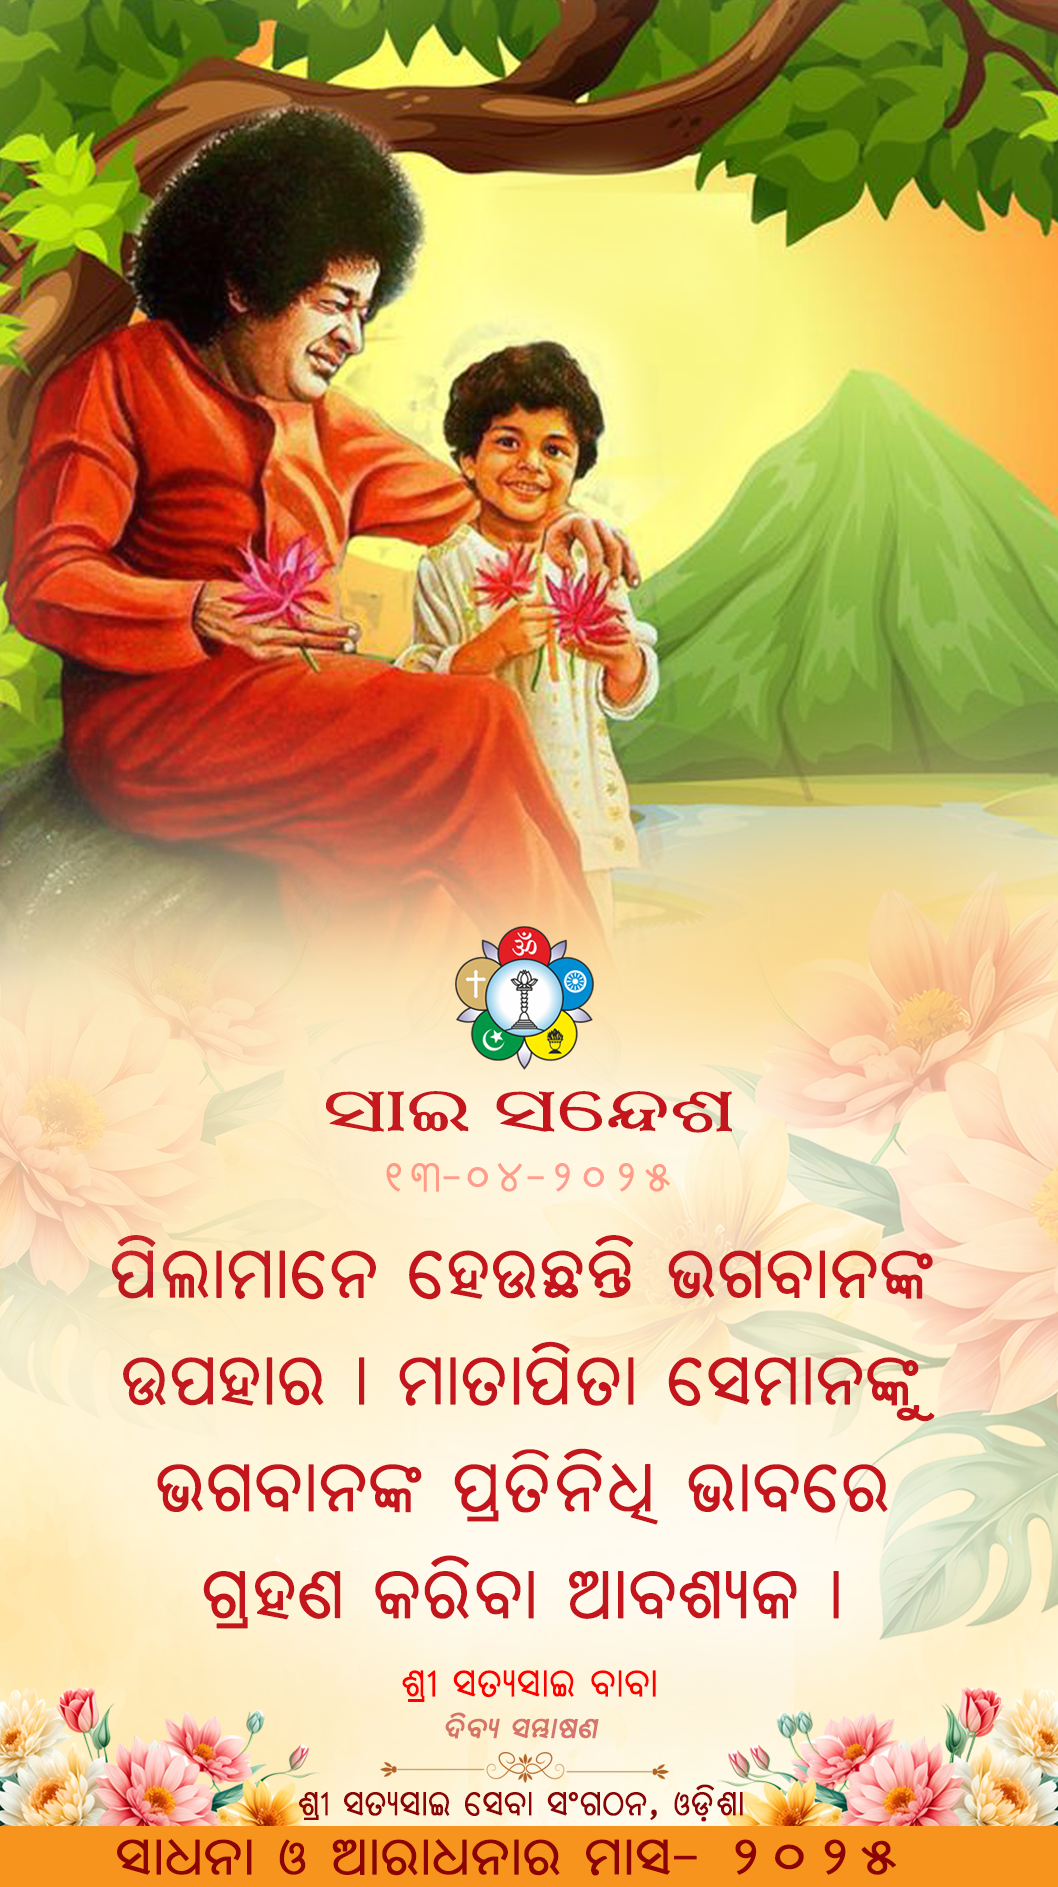 ସାଇ ସନ୍ଦେଶ
୧୩-୦୪-୨୦୨୫
ପିଲାମାନେ ହେଉଛନ୍ତି ଭଗବାନଙ୍କ
ଉପହାର । ମାତାପିତା ସେମାନଙ୍କୁ
ଭଗବାନଙ୍କ ପ୍ରତିନିଧି ଭାବରେ
ଗ୍ରହଣ କରିବା ଆବଶ୍ୟକ ।
ଶ୍ରୀ ସତ୍ୟସାଇ ବାବା
ଦିବ୍ୟ ସମ୍ଭାଷଣ
ଶ୍ରୀ ସତ୍ୟସାଇ ସେବା ସଂଗଠନ, ଓଡ଼ିଶା
ସାଧନା ଓ ଆରାଧନାର ମାସ- ୨୦୨୫